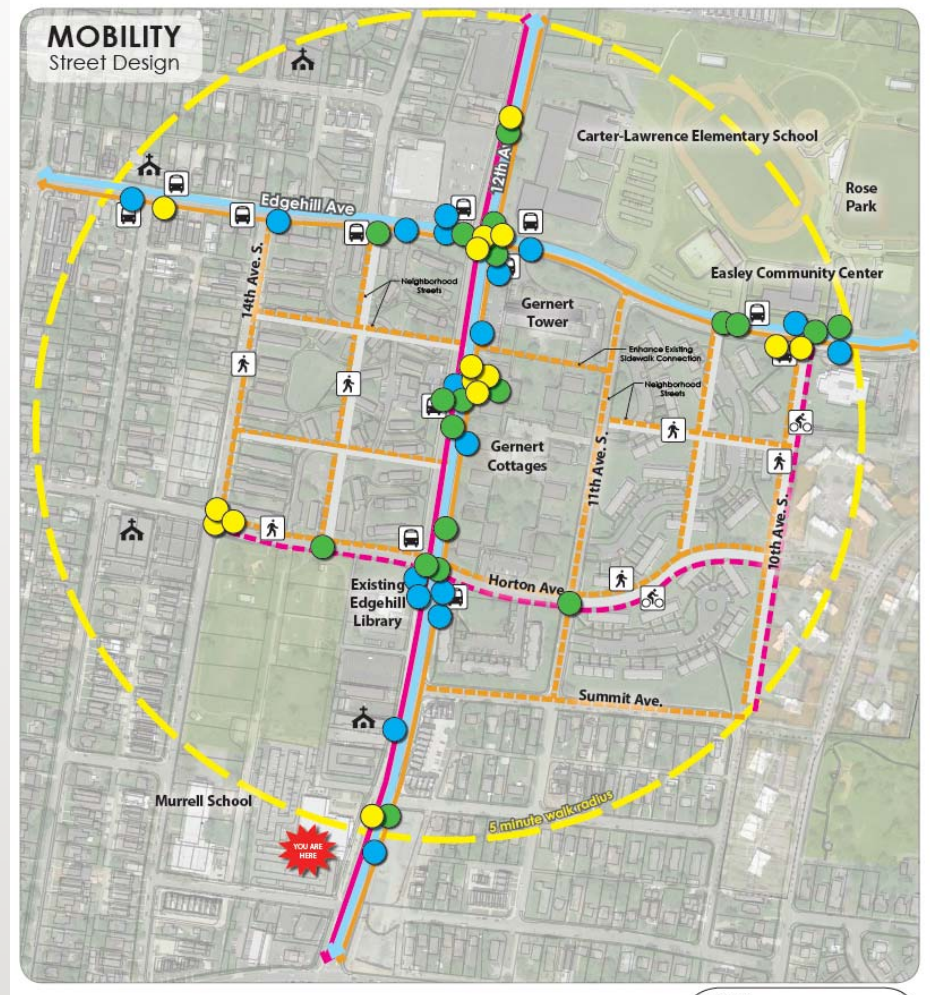 MOBILITY
Street Design
Carter-Lawrence Elementary School
12th A
Rose
Park
Edgehill Ave
14th Ave. S.
Easley Community Center
Neighborhood
Streets
Gernert
Tower
Enhance Existing
Sidewalk Connection
Neighborhood
Streets
Gernert
Cottages
11th Ave. S.
10th Ave. S.
Horton Ave
Existing
Edgehill
Library
Summit Ave.
Murrell School
5 minute walk radius
YOU ARE
HERE